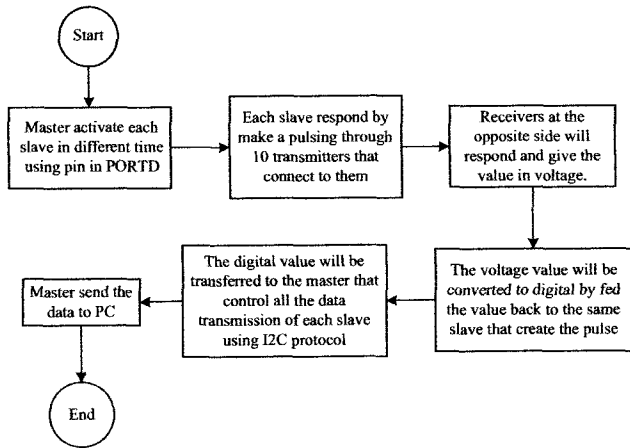 Start
Master activate each
slave in different time
using pin in PORTD
Each slave respond by
make a pulsing through
10 transmitters that
connect to them
Receivers at the
opposite side will
respond and give the
value in voltage.
The voltage value will be
converted to digital by fed
the value back to the same
slave that create the pulse
The digital value will be
transferred to the master that
control all the data
transmission of each slave
using I2C protocol
Master send the
data to PC
End